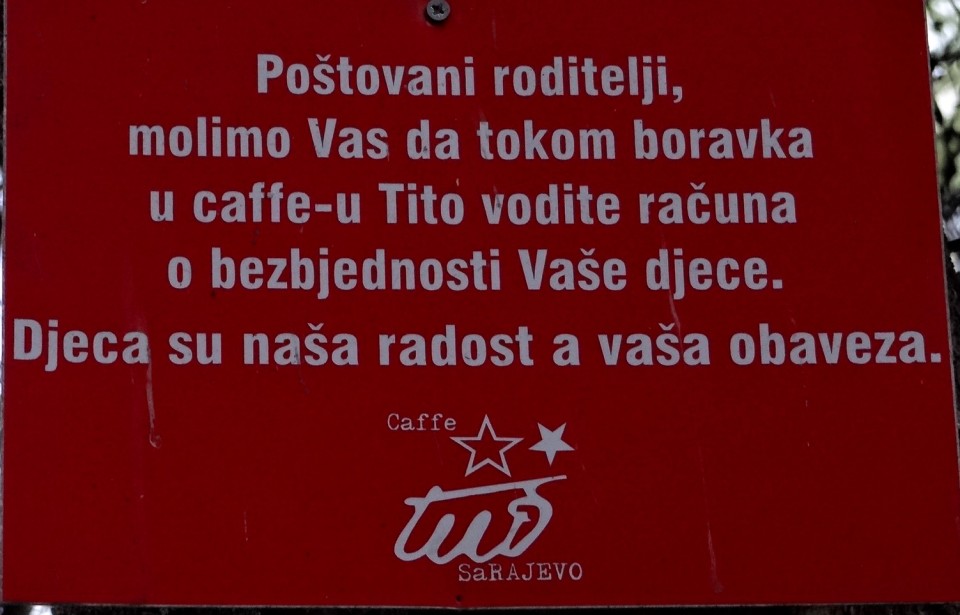 Poštovani roditelji,
molimo Vas da tokom boravka
u caffe-u Tito vodite računa
o bezbjednosti Vaše djece.
Djeca su naša radost a vaša obaveza.
Caffe
Tito
SaRAJEVO